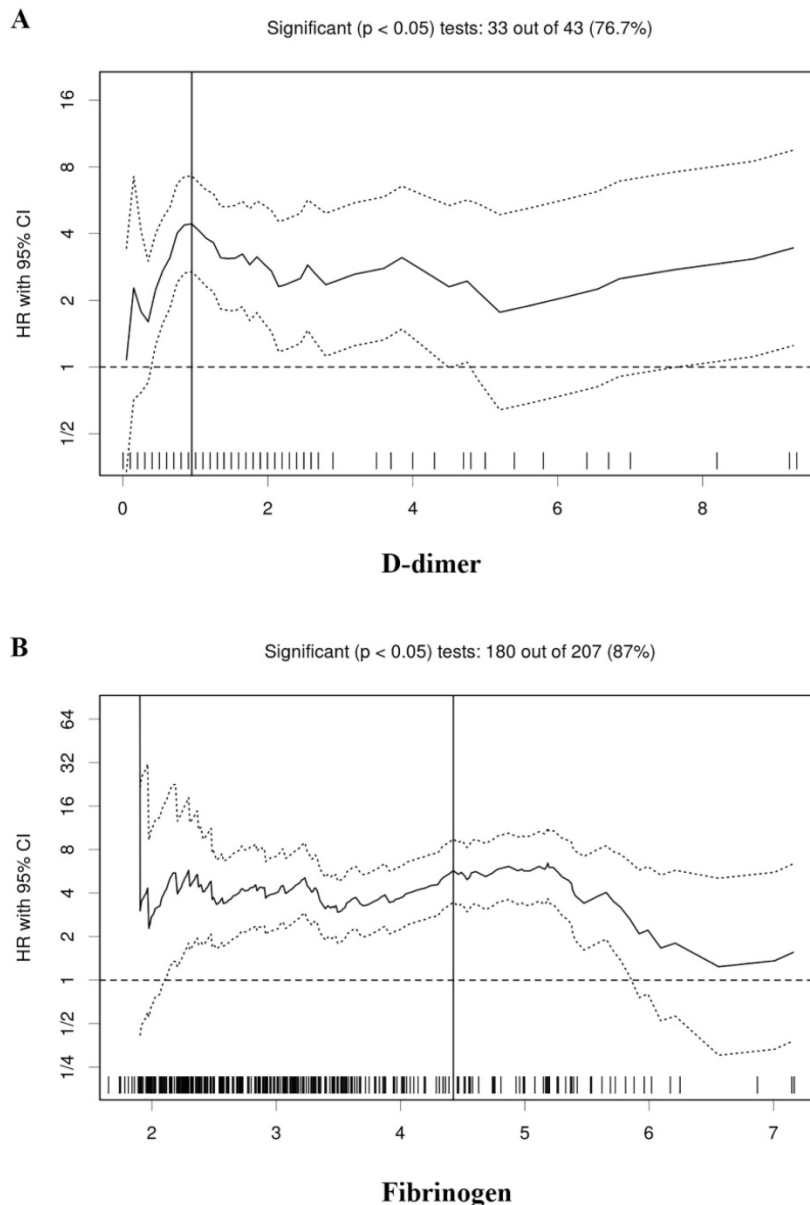 A
Significant (p < 0.05) tests: 33 out of 43 (76.7%)
HR with 95% CI
16
8
4
2
1
1/2
0 2 4 6 8
D-dimer
B
Significant (p < 0.05) tests: 180 out of 207 (87%)
HR with 95% CI
64
32
16
8
4
2
1
1/2
1/4
2 3 4 5 6 7
Fibrinogen